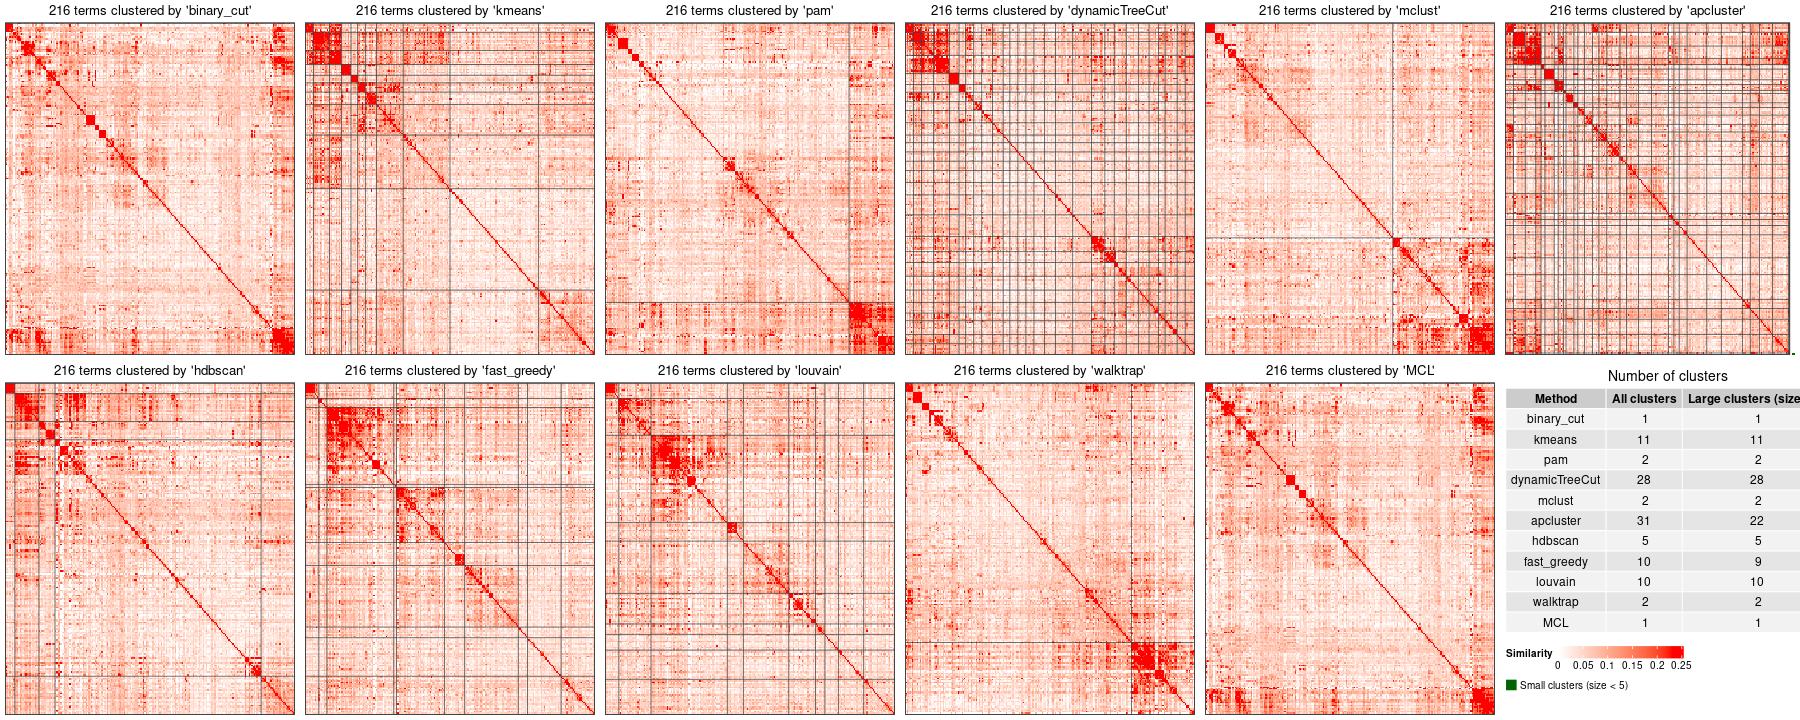 216 terms clustered by 'binary_cut'
216 terms clustered by 'kmeans'
216 terms clustered by 'pam'
216 terms clustered by 'dynamicTreeCut'
216 terms clustered by 'mclust'
216 terms clustered by 'apcluster'
216 terms clustered by 'hdbscan'
216 terms clustered by 'fast_greedy'
216 terms clustered by 'louvain'
216 terms clustered by 'walktrap'
216 terms clustered by 'MCL'
Number of clusters
Method All clusters Large clusters (size
binary_cut 1 1
kmeans 11 11
pam 2 2
dynamicTreeCut 28 28
mclust 2 2
apcluster 31 22
hdbscan 5 5
fast_greedy 10 9
louvain 10 10
walktrap 2 2
MCL 1 1
Similarity
0 0.05 0.1 0.15 0.2 0.25
Small clusters (size < 5)